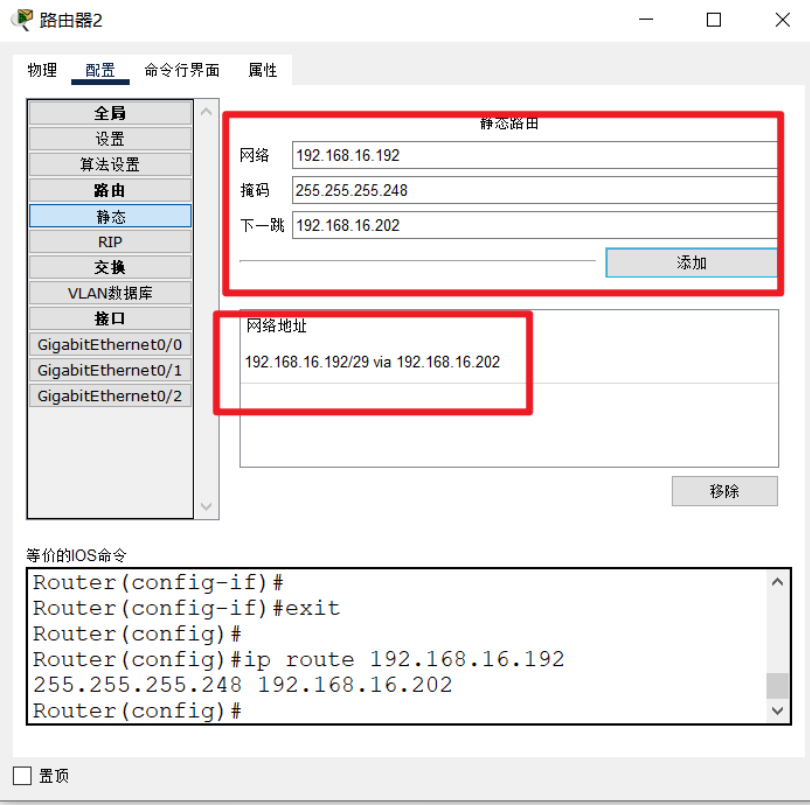 路由器2
物理 配置 命令行界面 属性
全局
设置
算法设置
路由
静态
RIP
交换
VLAN数据库
接口
GigabitEthernet0/0
GigabitEthernet0/1
GigabitEthernet0/2
静态路由
网络 192.168.16.192
掩码 255.255.255.248
下一跳 192.168.16.202
添加
网络地址
192.168.16.192/29 via 192.168.16.202
移除
等价的IOS命令
Router(config-if)#
Router(config-if)#exit
Router(config)#
Router(config)#ip route 192.168.16.192
255.255.255.248 192.168.16.202
Router(config)#
置顶